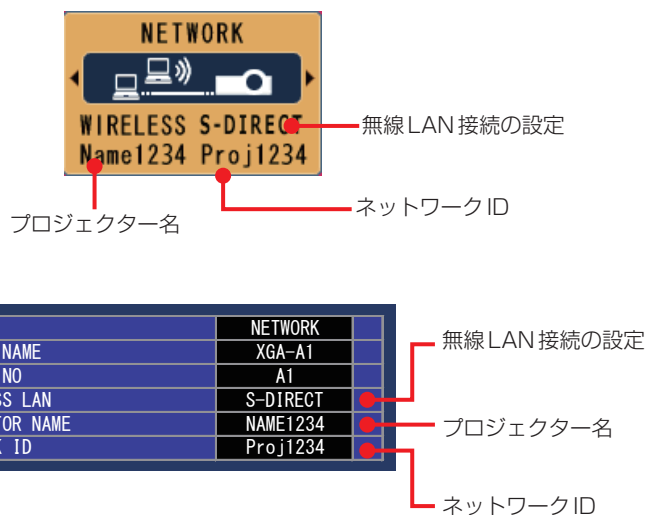 NETWORK
WIRELESS S-DIRECT
Name1234 Proj1234
無線LAN接続の設定
ネットワークID
プロジェクター名
NETWORK
NAME XGA-A1
NO A1
SS LAN S-DIRECT
TOR NAME NAME1234
K ID Proj1234
無線LAN接続の設定
プロジェクター名
ネットワークID